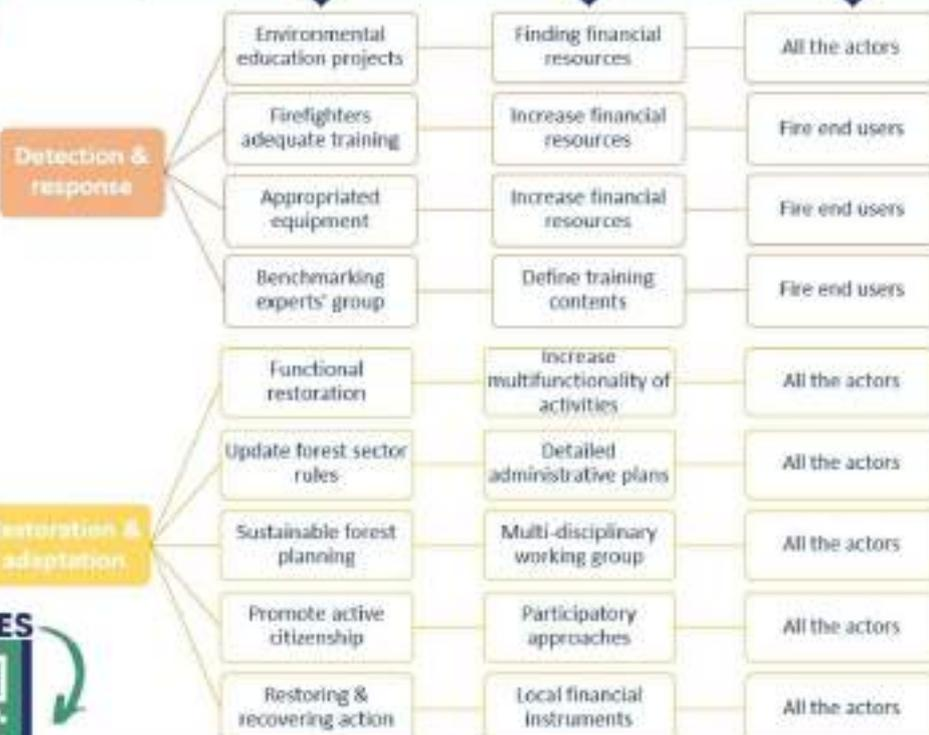 Environmental
education projects
Finding financial
resources
All the actors
Firefighters
adequate training
Increase financial
resources
Fire end users
Detection &
response
Appropriated
equipment
Increase financial
resources
Fire end users
Benchmarking
experts' group
Define training
contents
Fire end users
Functional
restoration
Increase
multifunctionality of
activities
All the actors
Update forest sector
rules
Detailed
administrative plans
All the actors
estoration &
adaptation
Sustainable forest
planning
Multi-disciplinary
working group
All the actors
Promote active
citizenship
Participatory
approaches
All the actors
Restoring &
recovering action
Local financial
instruments
All the actors
ES